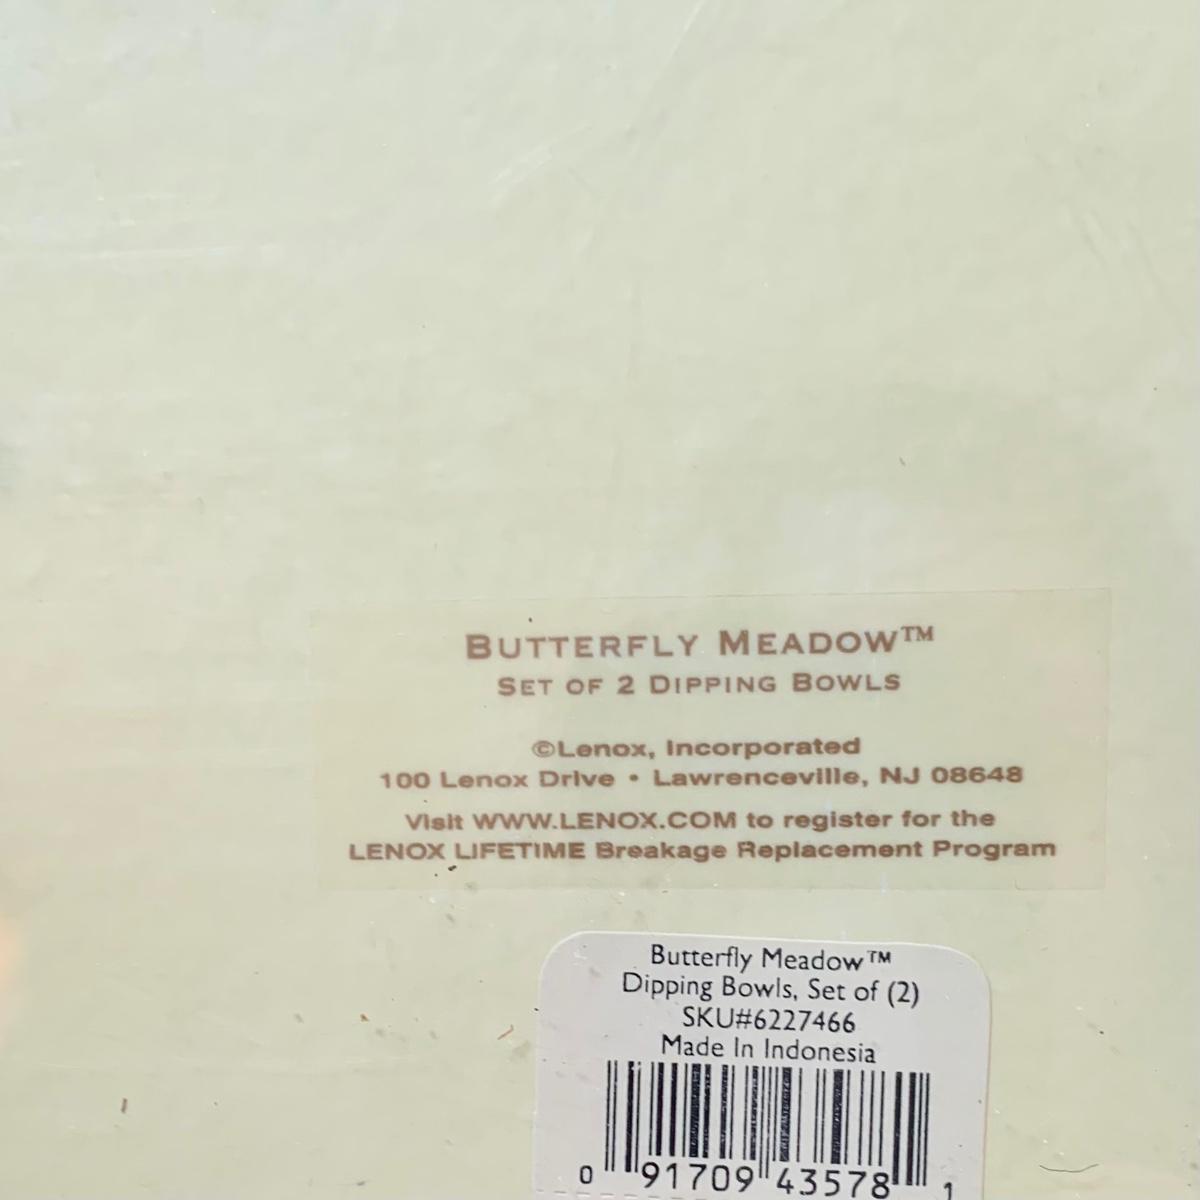 BUTTERFLY MEADOW™
SET OF 2 DIPPING BOWLS
©Lenox, Incorporated
100 Lenox Drive • Lawrenceville, NJ 08648
Visit WWW.LENOX.COM to register for the
LENOX LIFETIME Breakage Replacement Program
Butterfly Meadow™
Dipping Bowls, Set of (2)
SKU#6227466
Made In Indonesia
0 91709 43578 1